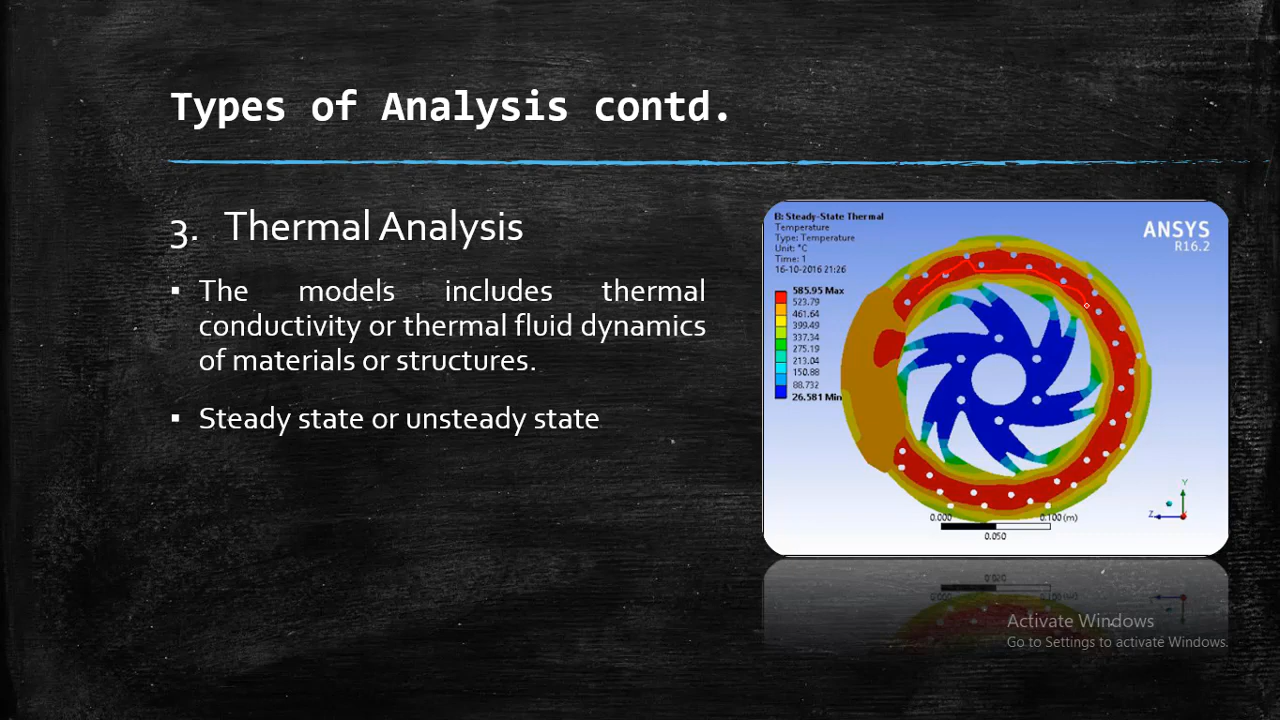 Types of Analysis contd.
3. Thermal Analysis
▪ The models includes thermal
conductivity or thermal fluid dynamics
of materials or structures.
▪ Steady state or unsteady state
B: Steady-State Thermal
Temperature
Type: Temperature
Unit: °C
Time: 1
16-10-2016 21:26
585.95 Max
523.79
461.64
399.49
337.34
275.19
213.04
150.88
88.732
26.581 Min
ANSYS
R16.2
Y
Z
0.000
0.100 (m)
0.050
Activate Windows
Go to Settings to activate Windows.